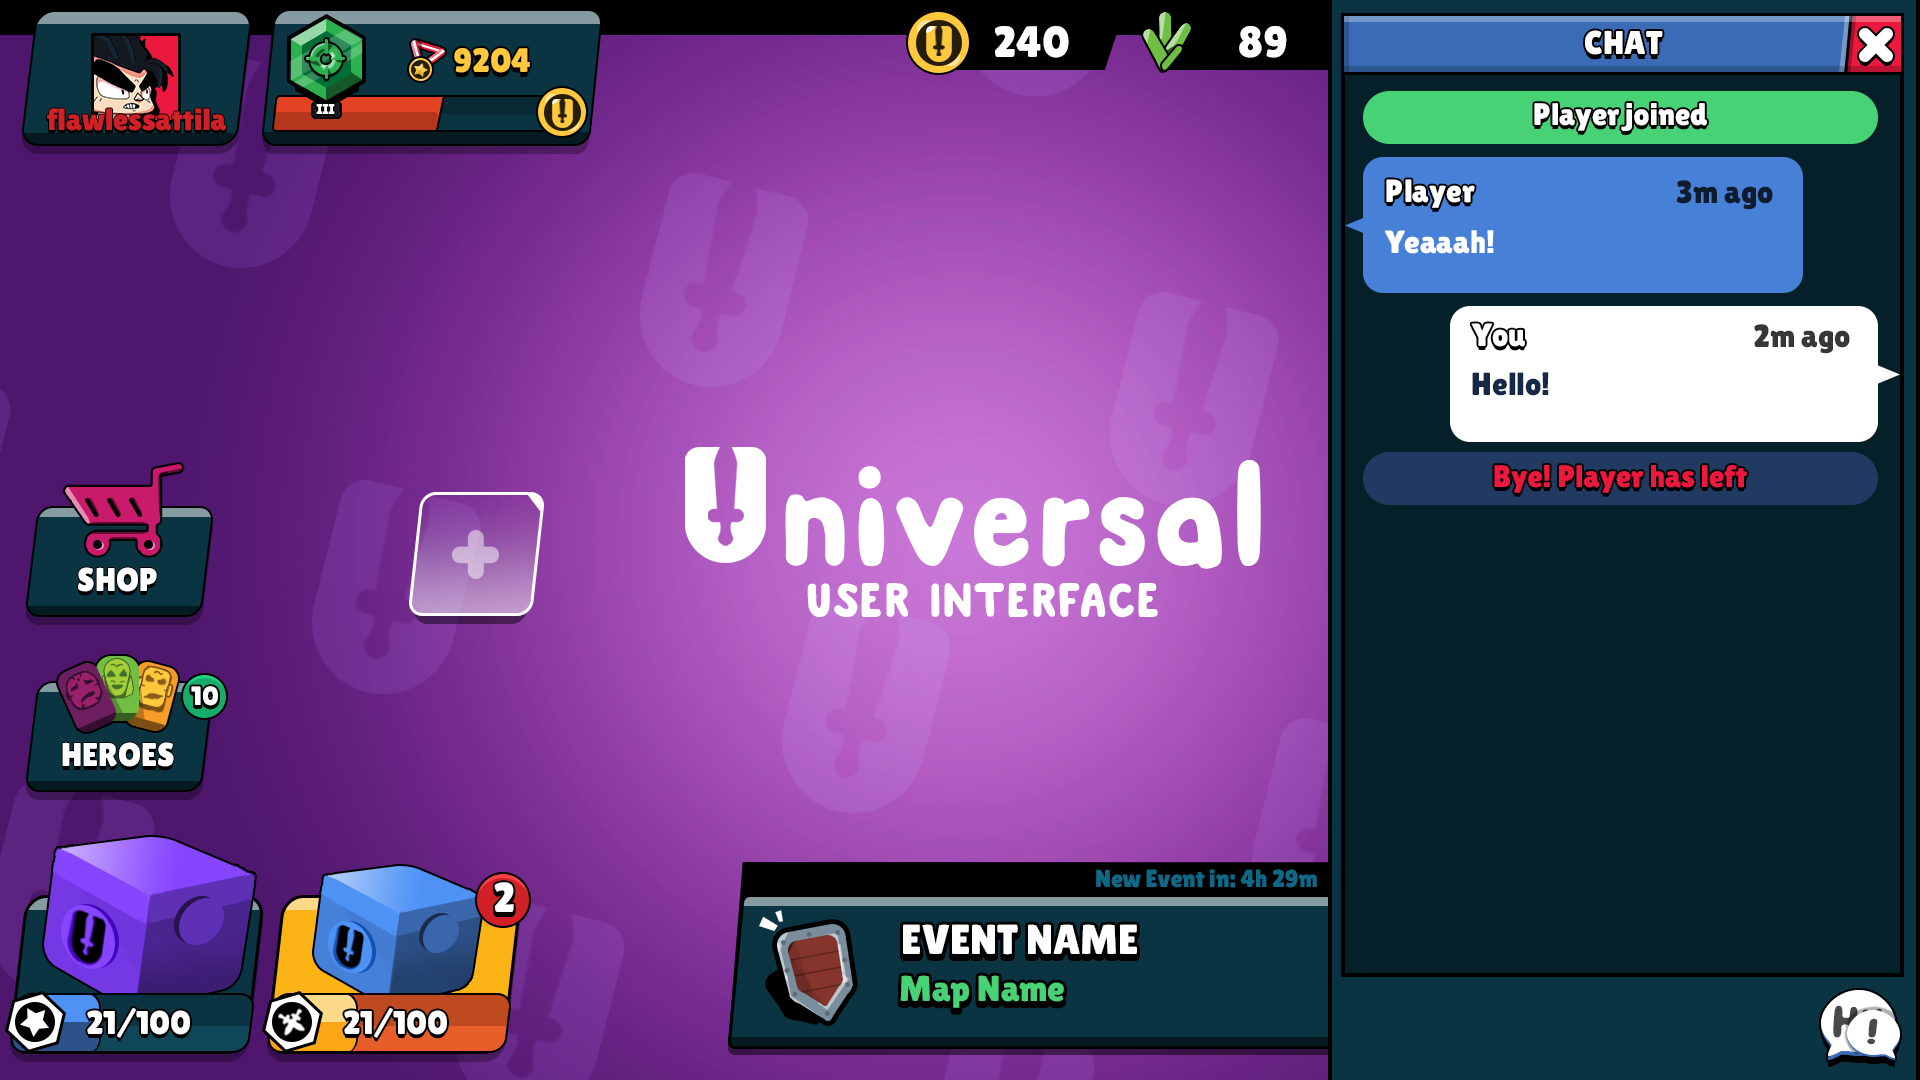 flawlessattila
III
9204
240
89
CHAT
Player joined
Player
3m ago
Yeaaah!
You
2m ago
Hello!
Bye! Player has left
SHOP
10
HEROES
Universal
USER INTERFACE
2
21/100
21/100
New Event in: 4h 29m
EVENT NAME
Map Name
H
!